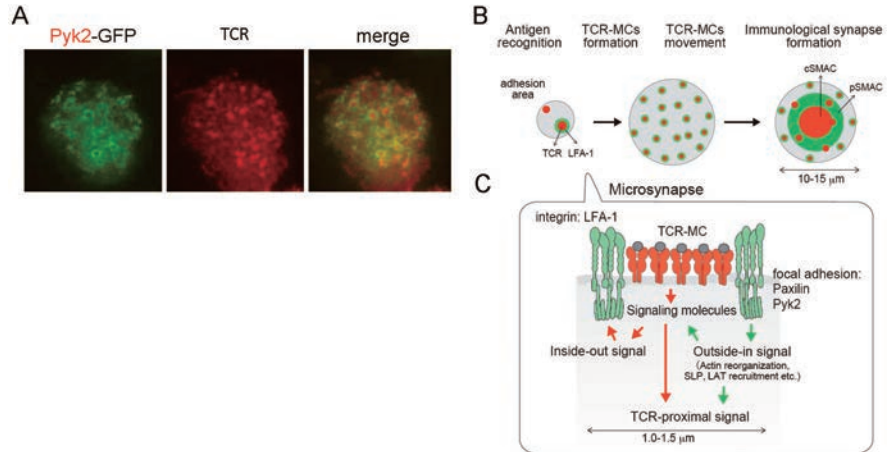 A
Pyk2-GFP TCR merge
B
Antigen recognition
TCR-MCs formation
TCR-MCs movement
Immunological synapse formation
cSMAC
pSMAC
adhesion area
TCR LFA-1
10-15 μm
C
Microsynapse
integrin: LFA-1
TCR-MC
focal adhesion:
Paxilin
Pyk2
Signaling molecules
Inside-out signal
Outside-in signal
(Actin reorganization,
SLP, LAT recruitment etc.)
TCR-proximal signal
1.0-1.5 μm